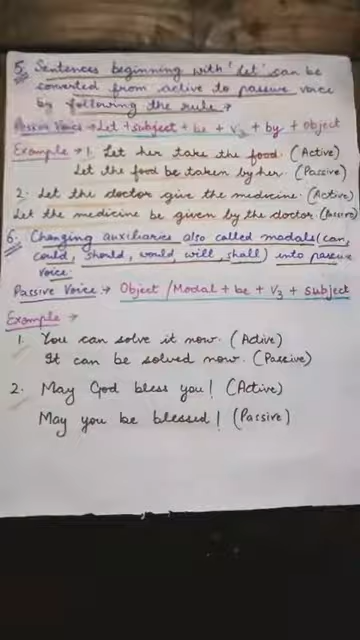 5. Sentences beginning with 'Let' can be
converted from active to passive voice
by following the rule →
Passive Voice → Let + subject + be + V3 + by + Object
Example → 1. Let her take the food. (Active)
Let the food be taken by her. (Passive)
2. Let the doctor give the medicine. (Active)
Let the medicine be given by the doctor. (Passive)
6. Changing auxiliaries also called modals (can,
could, should, would will, shall) into passive
voice.
Passive Voice → Object / Modal + be + V3 + subject
Example →
1. You can solve it now. (Active)
It can be solved now. (Passive)
2. May God bless you! (Active)
May you be blessed! (Passive)